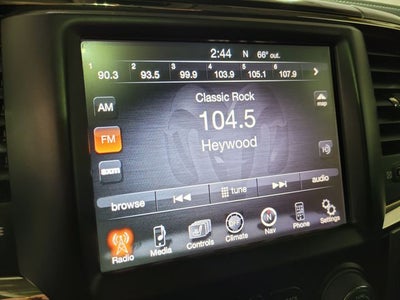 2:44 N 66° out.
1 2 3 4 5 6
90.3 93.5 99.9 103.9 105.1 107.9
Classic Rock
104.5
Heywood
AM
FM
sxm
map
browse tune audio
Radio Media Controls Climate Nav Phone Settings
N